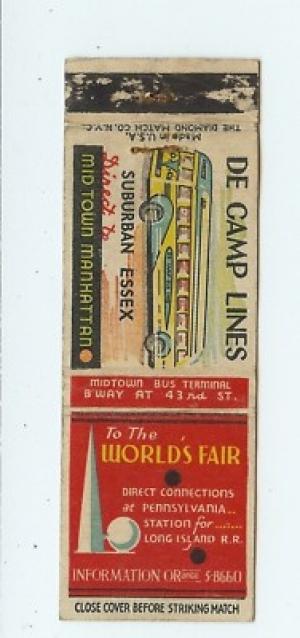 Made in U.S.A.
THE DIAMOND MATCH CO. N.Y.C.
DE CAMP LINES
SUBURBAN ESSEX
Direct to
MID TOWN MANHATTAN
MIDTOWN BUS TERMINAL
B'WAY AT 43rd ST.
To The
WORLD'S FAIR
DIRECT CONNECTIONS
at PENNSYLVANIA..
STATION for........
LONG ISLAND R.R.
INFORMATION ORange 5-8660
CLOSE COVER BEFORE STRIKING MATCH